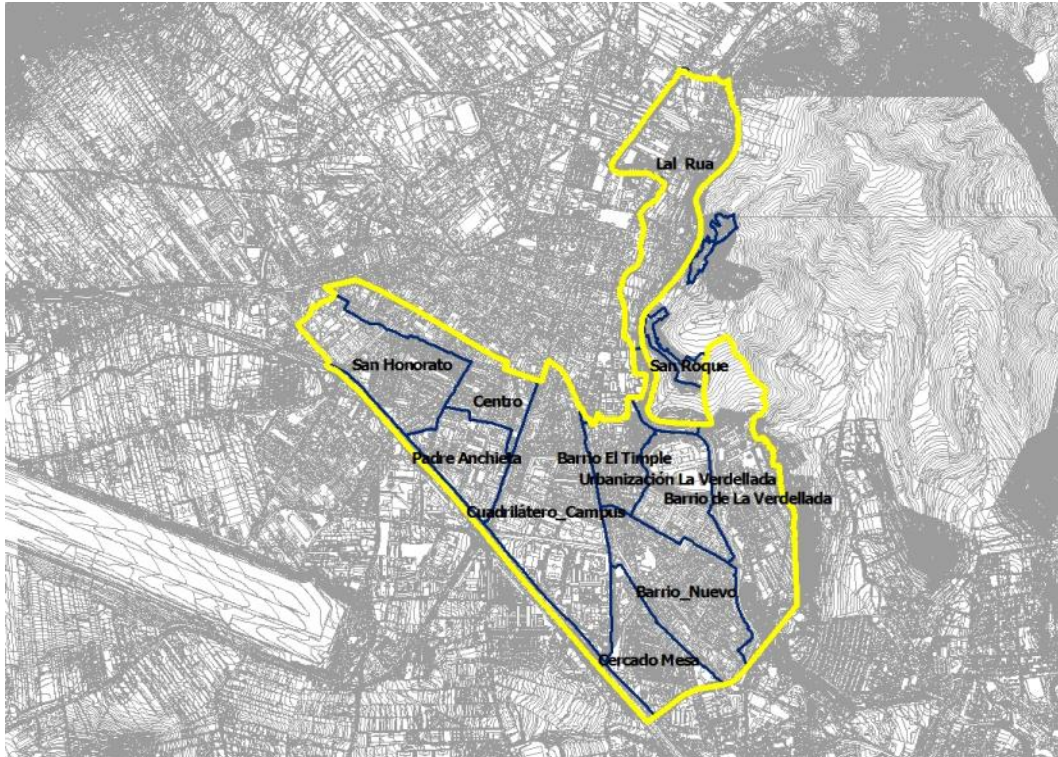 Lal Rua
San Honorato
San Roque
Centro
Padre Anchieta
Barrio El Timple
Urbanización La Verdellada
Barrio de La Verdellada
Cuadrilátero_Campus
Barrio_Nuevo
Cercado Mesa